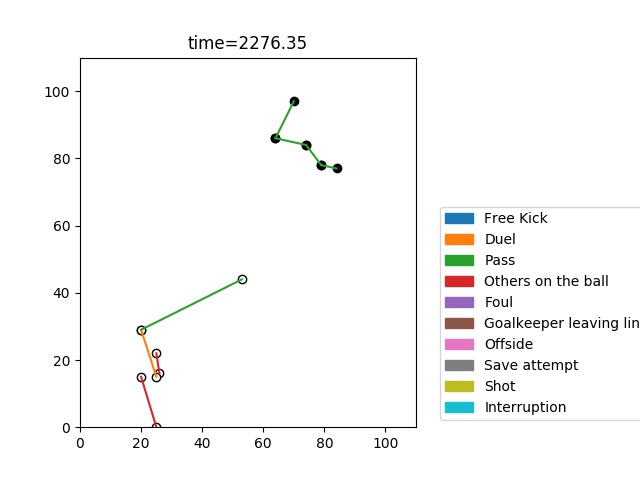 time=2276.35
100
80
60
40
20
0
0 20 40 60 80 100
Free Kick
Duel
Pass
Others on the ball
Foul
Goalkeeper leaving lin
Offside
Save attempt
Shot
Interruption